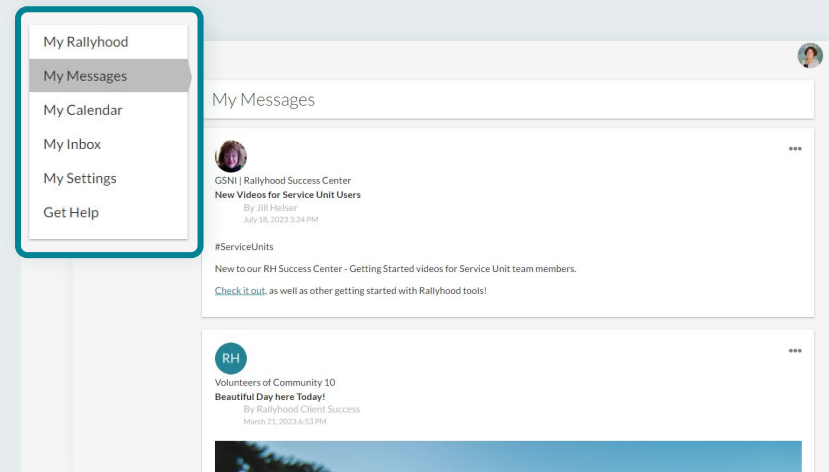 My Rallyhood
My Messages
My Calendar
My Inbox
My Settings
Get Help
My Messages
GSNI | Rallyhood Success Center
New Videos for Service Unit Users
By Jill Helser
July 18, 2023 3:24 PM
#ServiceUnits
New to our RH Success Center - Getting Started videos for Service Unit team members.
Check it out, as well as other getting started with Rallyhood tools!
RH
Volunteers of Community 10
Beautiful Day here Today!
By Rallyhood Client Success
March 21, 2023 6:53 PM